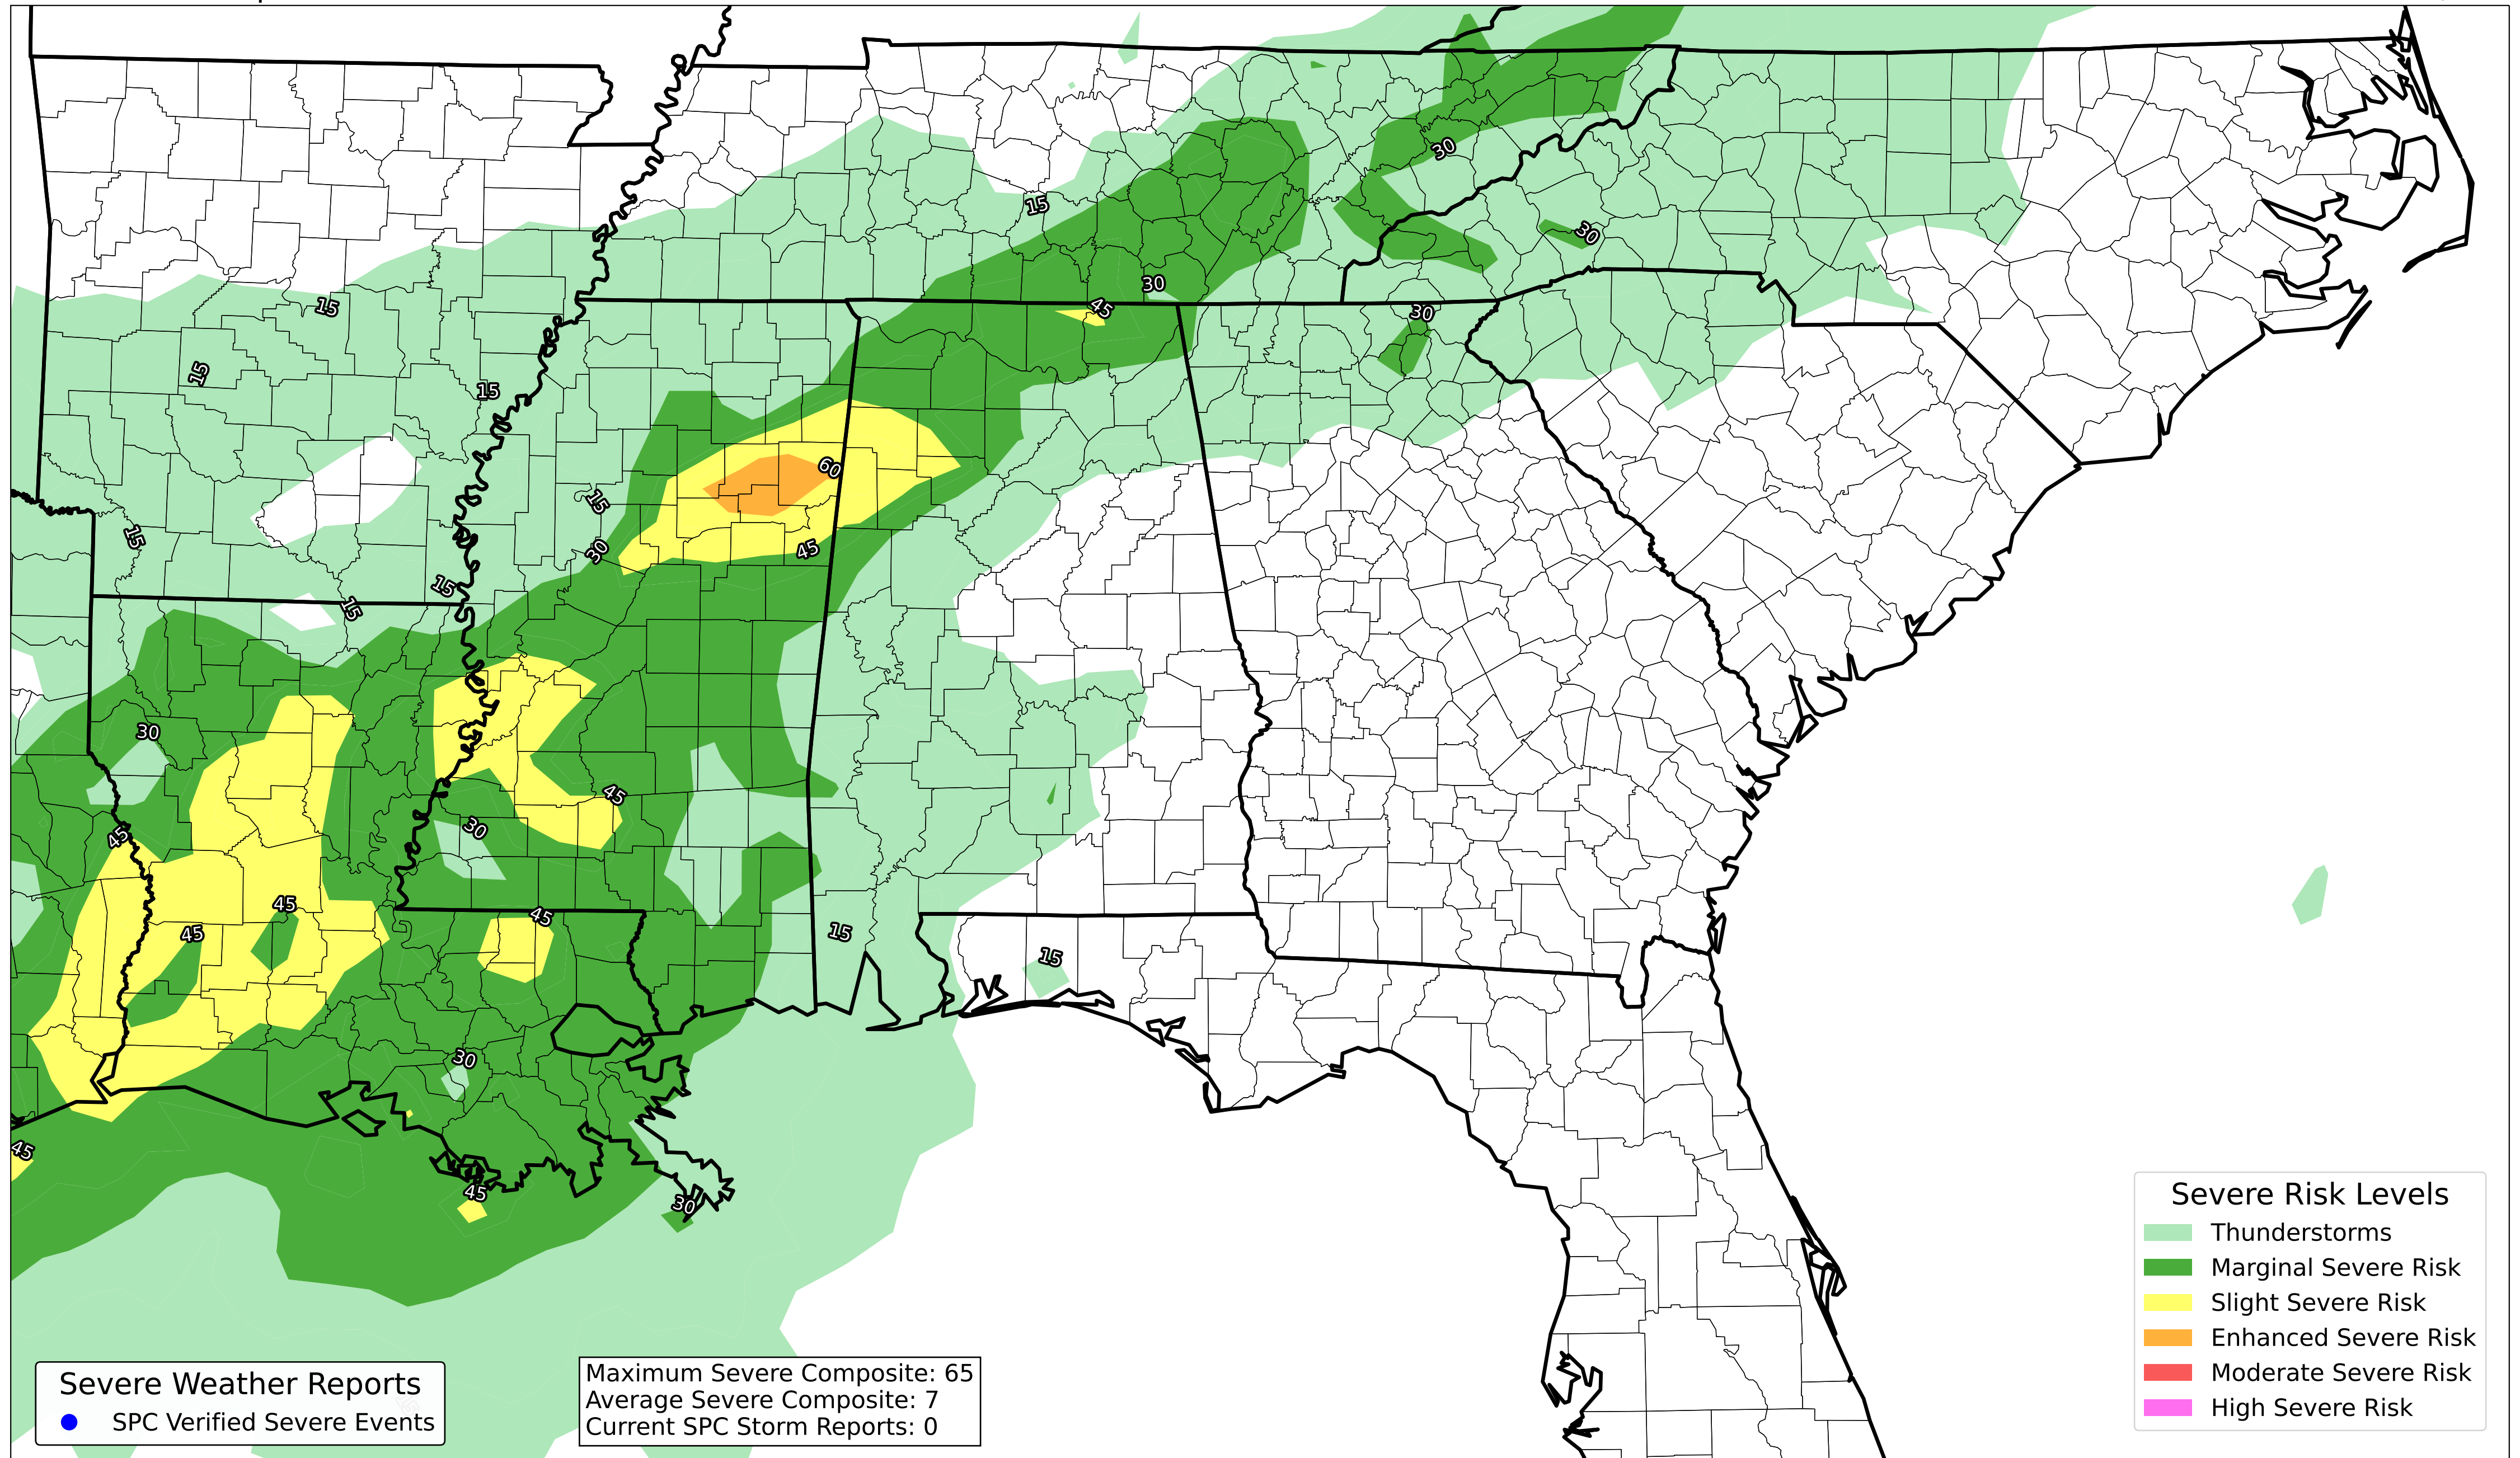 30
15
30
30
45
30
15
15
15
60
15
15
30
45
15
15
30
45
45
30
45
45
45
15
15
30
45
45
30
Severe Weather Reports
SPC Verified Severe Events
Maximum Severe Composite: 65
Average Severe Composite: 7
Current SPC Storm Reports: 0
Severe Risk Levels
Thunderstorms
Marginal Severe Risk
Slight Severe Risk
Enhanced Severe Risk
Moderate Severe Risk
High Severe Risk